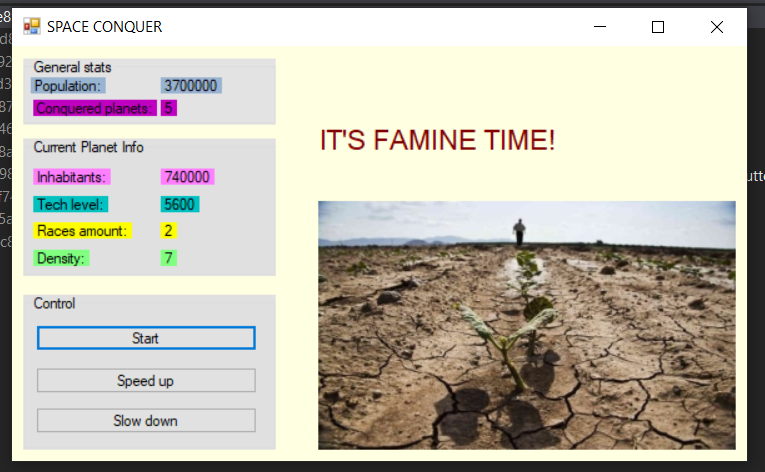 SPACE CONQUER
General stats
Population: 3700000
Conquered planets: 5
Current Planet Info
Inhabitants: 740000
Tech level: 5600
Races amount: 2
Density: 7
Control
Start
Speed up
Slow down
IT'S FAMINE TIME!